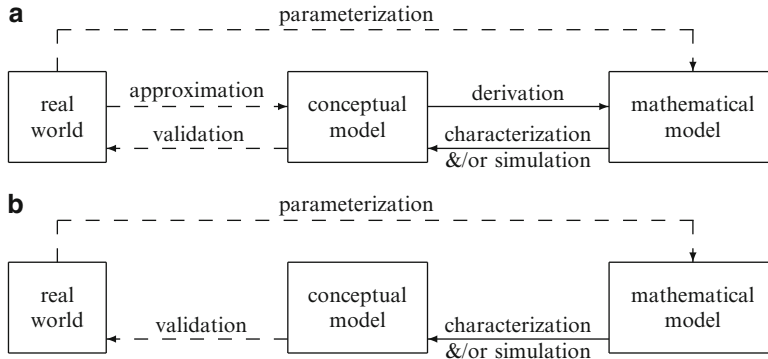 a
parameterization
real
world
approximation
validation
conceptual
model
derivation
characterization
&/or simulation
mathematical
model
b
parameterization
real
world
validation
conceptual
model
characterization
&/or simulation
mathematical
model